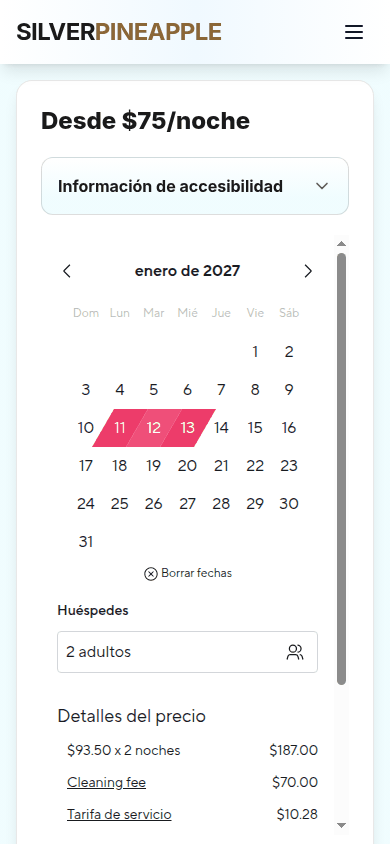 SILVERPINEAPPLE
Desde $75/noche
Información de accesibilidad
enero de 2027
Dom Lun Mar Mié Jue Vie Sáb
1 2
3 4 5 6 7 8 9
10 11 12 13 14 15 16
17 18 19 20 21 22 23
24 25 26 27 28 29 30
31
Borrar fechas
Huéspedes
2 adultos
Detalles del precio
$93.50 x 2 noches $187.00
Cleaning fee $70.00
Tarifa de servicio $10.28